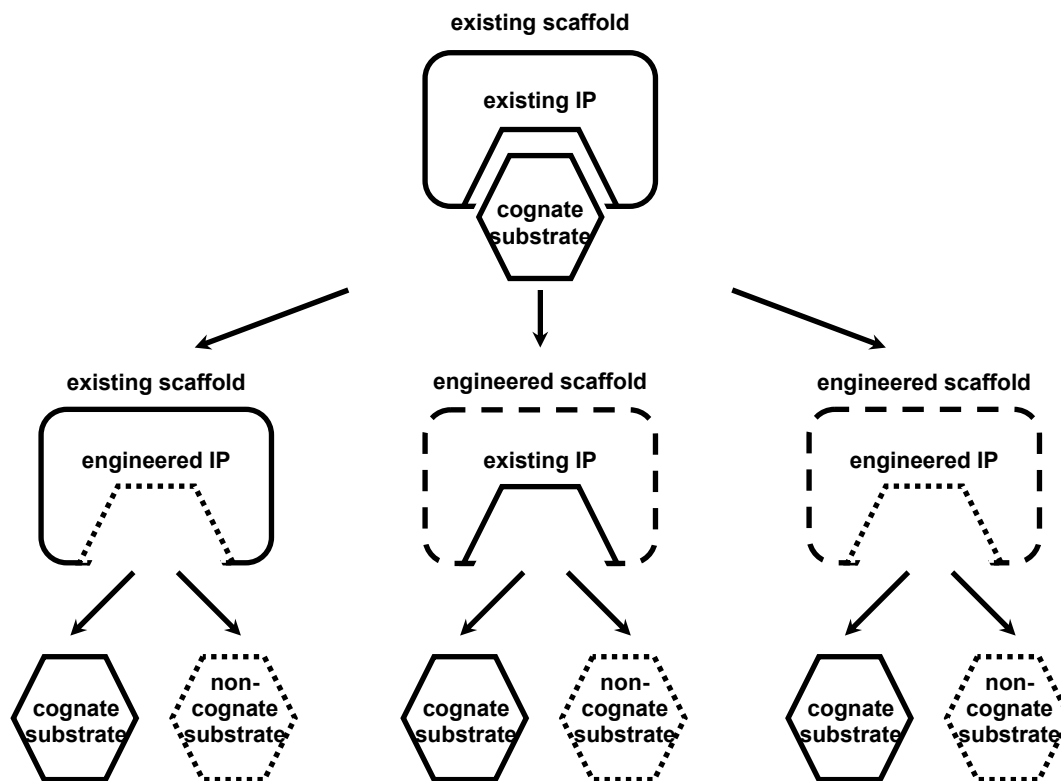 existing scaffold
existing IP
cognate
substrate
existing scaffold
engineered IP
cognate
substrate
non-
cognate
substrate
engineered scaffold
existing IP
cognate
substrate
non-
cognate
substrate
engineered scaffold
engineered IP
cognate
substrate
non-
cognate
substrate